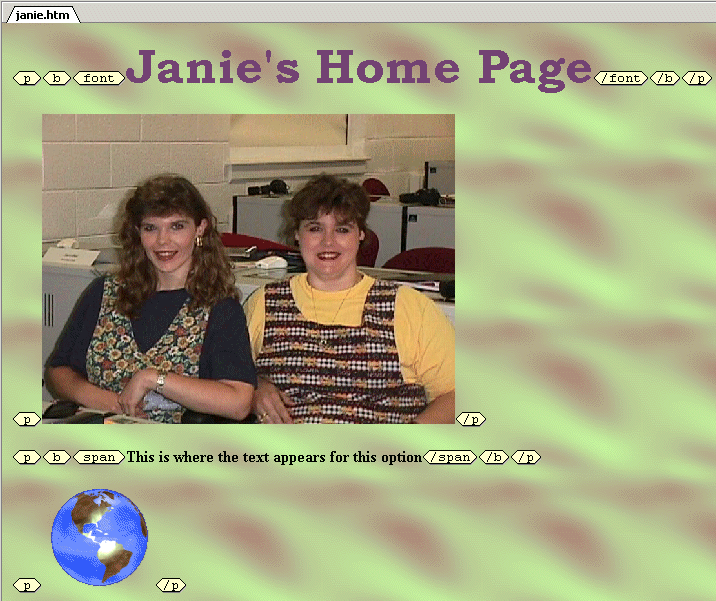 janie.htm
p b font Janie's Home Page /font /b /p
p /p
p b span This is where the text appears for this option /span /b /p
p /p